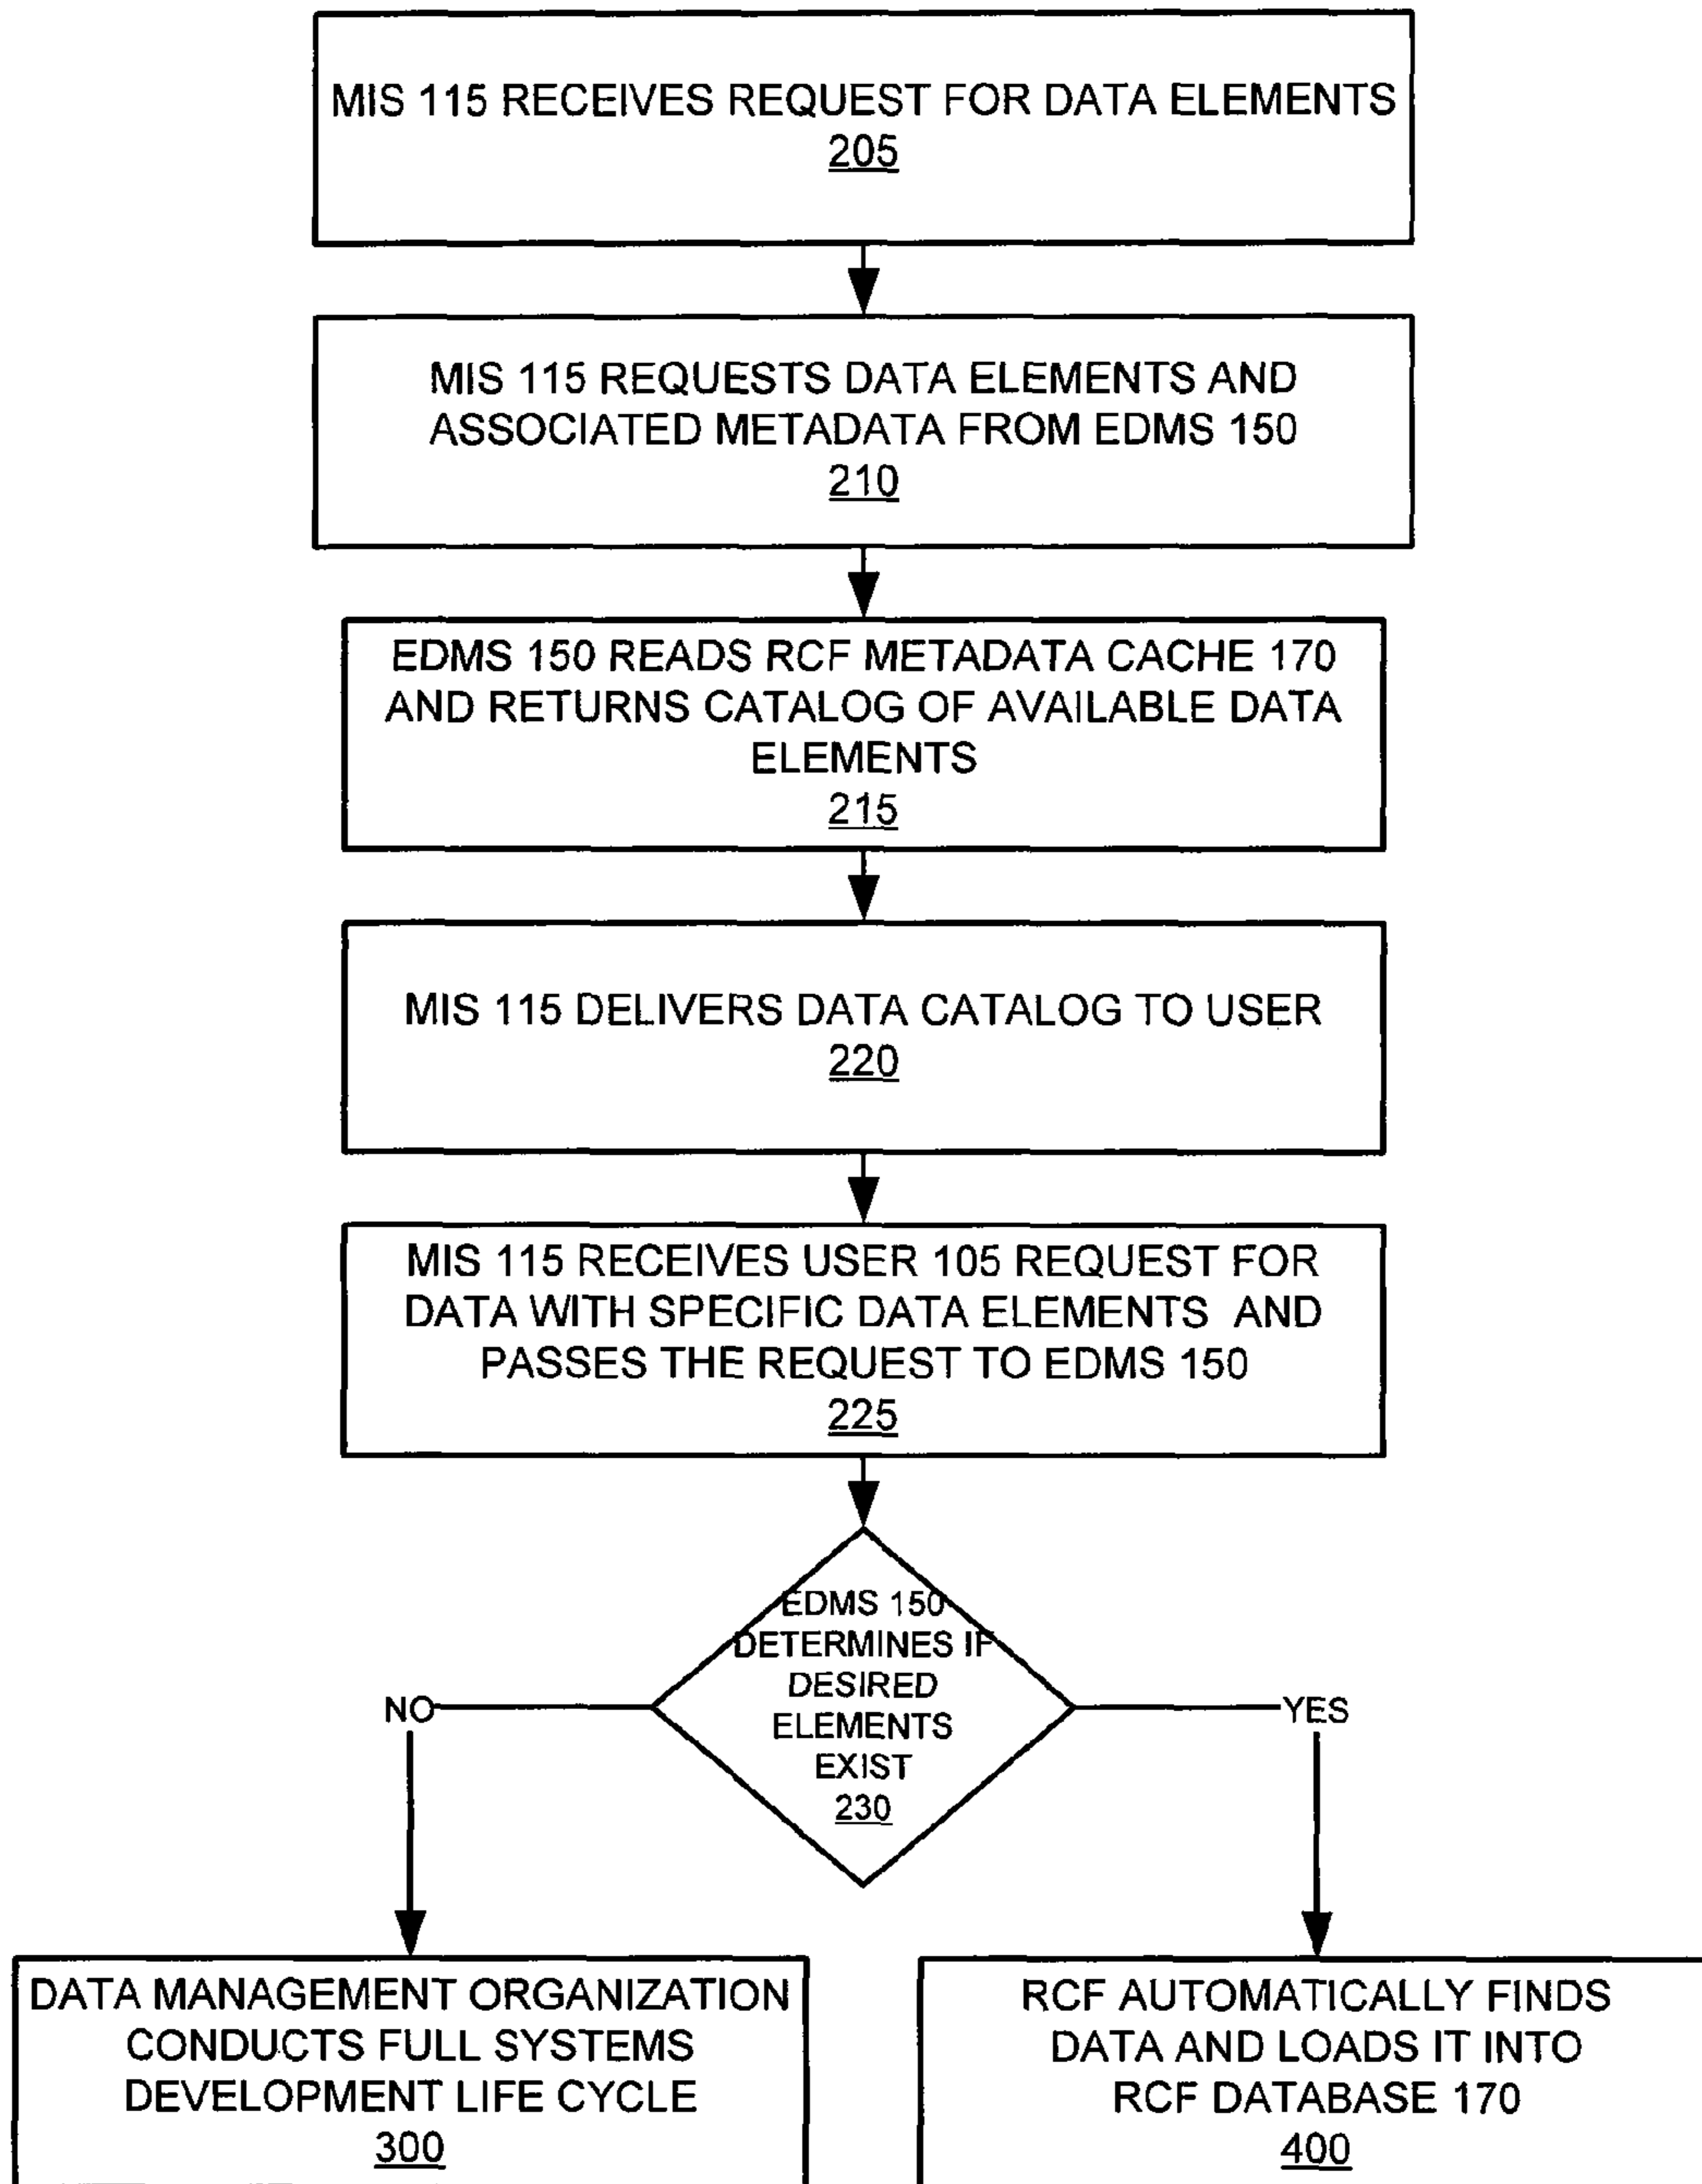 MIS 115 RECEIVES REQUEST FOR DATA ELEMENTS
205
MIS 115 REQUESTS DATA ELEMENTS AND
ASSOCIATED METADATA FROM EDMS 150
210
EDMS 150 READS RCF METADATA CACHE 170
AND RETURNS CATALOG OF AVAILABLE DATA
ELEMENTS
215
MIS 115 DELIVERS DATA CATALOG TO USER
220
MIS 115 RECEIVES USER 105 REQUEST FOR
DATA WITH SPECIFIC DATA ELEMENTS AND
PASSES THE REQUEST TO EDMS 150
225
EDMS 150
DETERMINES IF
DESIRED
ELEMENTS
EXIST
230
NO
YES
DATA MANAGEMENT ORGANIZATION
CONDUCTS FULL SYSTEMS
DEVELOPMENT LIFE CYCLE
300
RCF AUTOMATICALLY FINDS
DATA AND LOADS IT INTO
RCF DATABASE 170
400